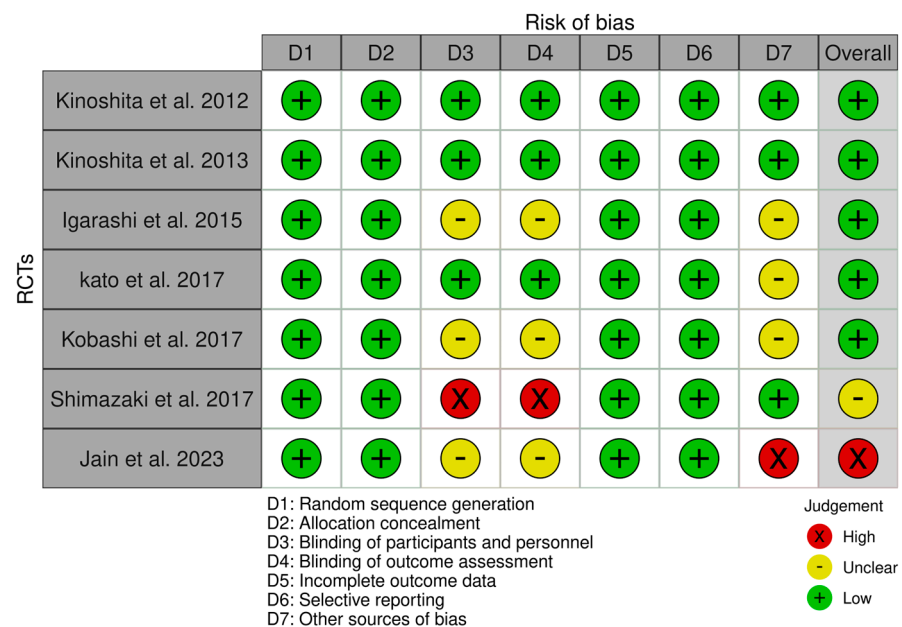 Risk of bias
D1 D2 D3 D4 D5 D6 D7 Overall
RCTs
Kinoshita et al. 2012 + + + + + + + +
Kinoshita et al. 2013 + + + + + + + +
Igarashi et al. 2015 + + - - + + - +
kato et al. 2017 + + + + + + - +
Kobashi et al. 2017 + + - - + + - +
Shimazaki et al. 2017 + + X X + + + -
Jain et al. 2023 + + - - + + X X
D1: Random sequence generation
D2: Allocation concealment
D3: Blinding of participants and personnel
D4: Blinding of outcome assessment
D5: Incomplete outcome data
D6: Selective reporting
D7: Other sources of bias
Judgement
X High
- Unclear
+ Low